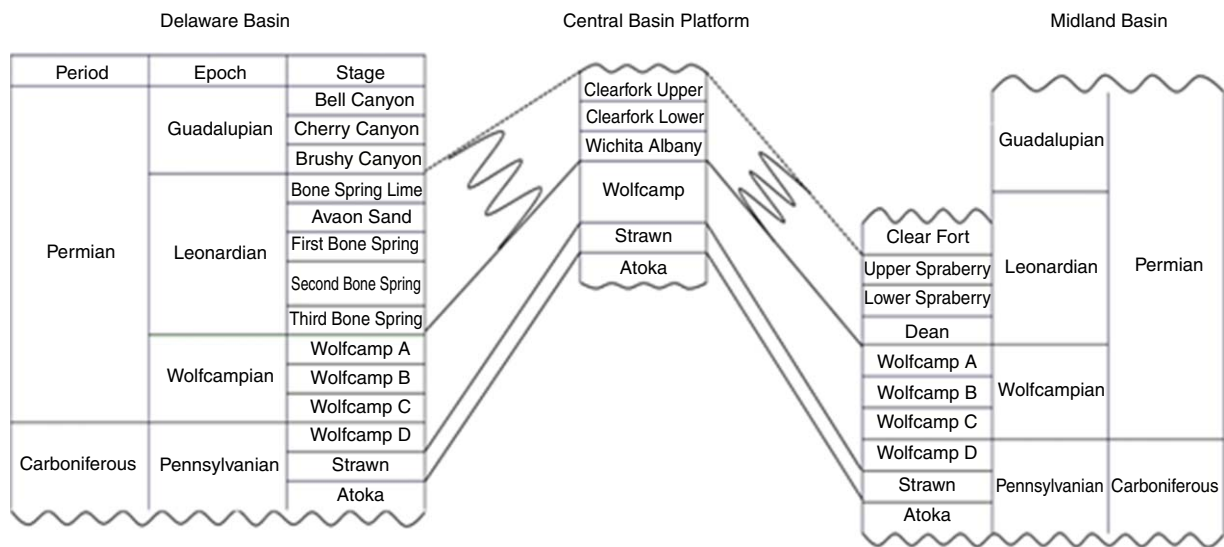 Delaware Basin
Central Basin Platform
Midland Basin
Period
Epoch
Stage
Permian
Carboniferous
Guadalupian
Leonardian
Wolfcampian
Pennsylvanian
Bell Canyon
Cherry Canyon
Brushy Canyon
Bone Spring Lime
Avaon Sand
First Bone Spring
Second Bone Spring
Third Bone Spring
Wolfcamp A
Wolfcamp B
Wolfcamp C
Wolfcamp D
Strawn
Atoka
Clearfork Upper
Clearfork Lower
Wichita Albany
Wolfcamp
Strawn
Atoka
Clear Fort
Upper Spraberry
Lower Spraberry
Dean
Wolfcamp A
Wolfcamp B
Wolfcamp C
Wolfcamp D
Strawn
Atoka
Guadalupian
Leonardian
Wolfcampian
Pennsylvanian
Permian
Carboniferous